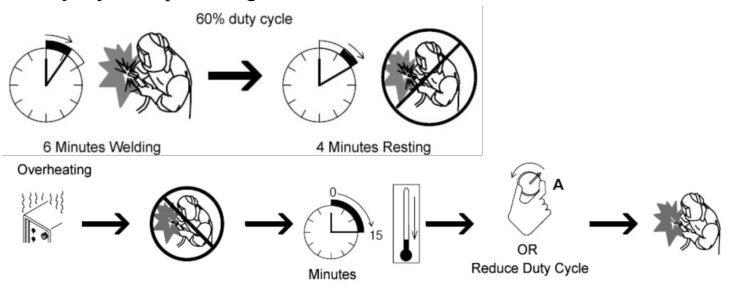 60% duty cycle
6 Minutes Welding
4 Minutes Resting
Overheating
0
15
Minutes
A
OR
Reduce Duty Cycle